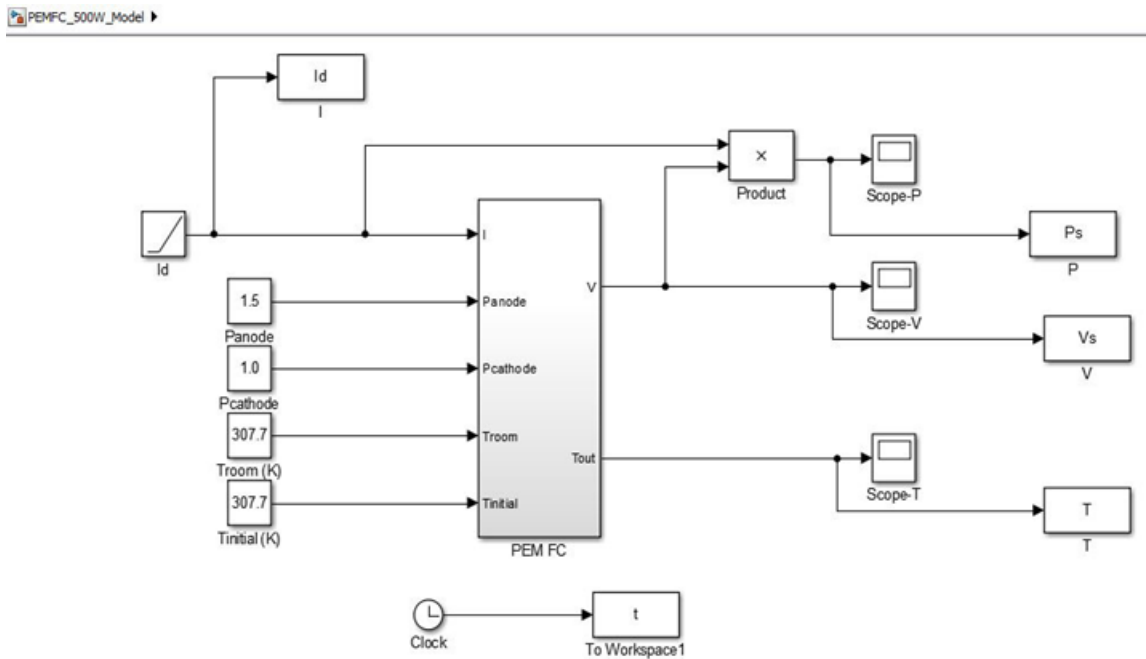 PEMFC_500W_Model
Id
I
×
Product
Scope-P
Id
I
Ps
P
1.5
Panode
Panode
V
Scope-V
Vs
V
1.0
Pcathode
Pcathode
307.7
Troom (K)
Troom
Tout
Scope-T
307.7
Tinitial (K)
Tinitial
T
T
PEM FC
Clock
t
To Workspace1